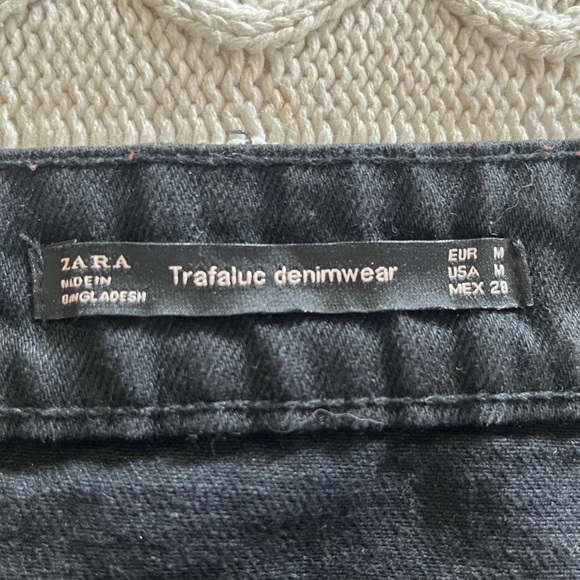 ZARA
MADE IN
BANGLADESH
Trafaluc denimwear
EUR M
USA M
MEX 28